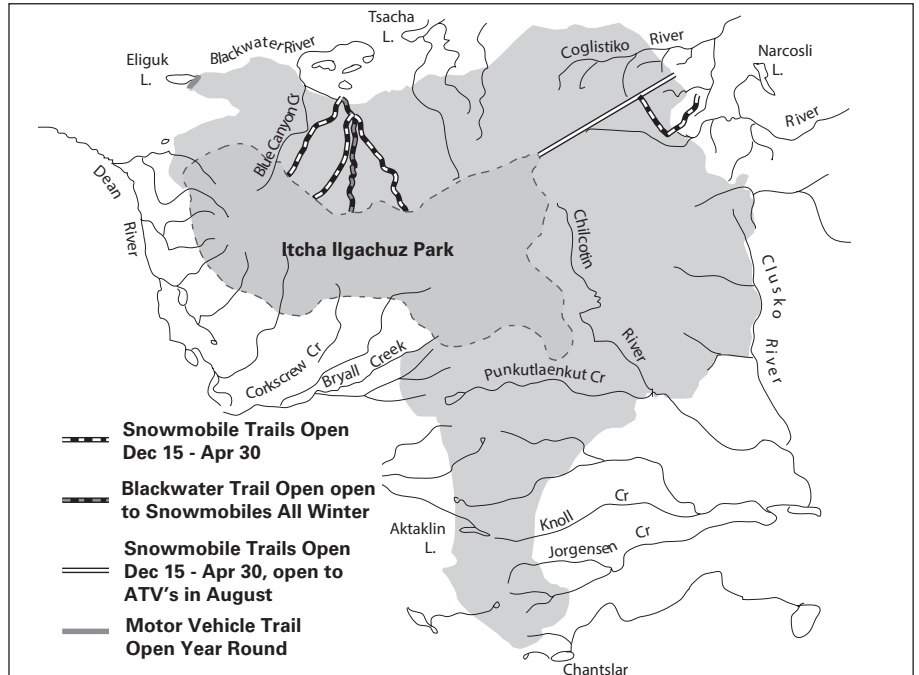 Tsacha
L.
Blackwater River
Coglistiko River
Eliguk
L.
Narcosli
L.
River
Blue Canyon Cr
Dean
River
Itcha Ilgachuz Park
Chilcotin
River
Clusko
River
Corkscrew Cr
Bryall Creek
Punkutlaenkut Cr
Snowmobile Trails Open
Dec 15 - Apr 30
Blackwater Trail Open open
to Snowmobiles All Winter
Aktaklin
L.
Knoll Cr
Jorgensen Cr
Snowmobile Trails Open
Dec 15 - Apr 30, open to
ATV's in August
Motor Vehicle Trail
Open Year Round
Chantslar